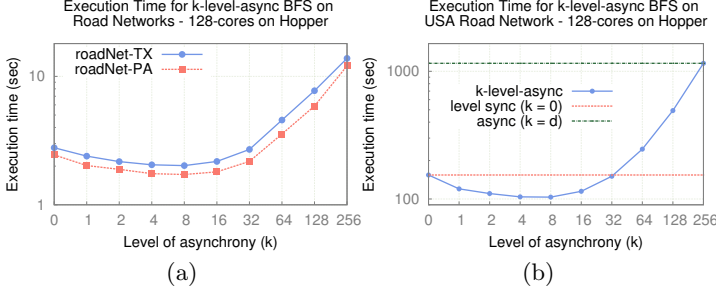 Execution Time for k-level-async BFS on
Road Networks - 128-cores on Hopper
roadNet-TX
roadNet-PA
10
1
Execution time (sec)
0 1 2 4 8 16 32 64 128 256
Level of asynchrony (k)
(a)
Execution Time for k-level-async BFS on
USA Road Network - 128-cores on Hopper
1000
100
k-level-async
level sync (k = 0)
async (k = d)
Execution time (sec)
0 1 2 4 8 16 32 64 128 256
Level of asynchrony (k)
(b)